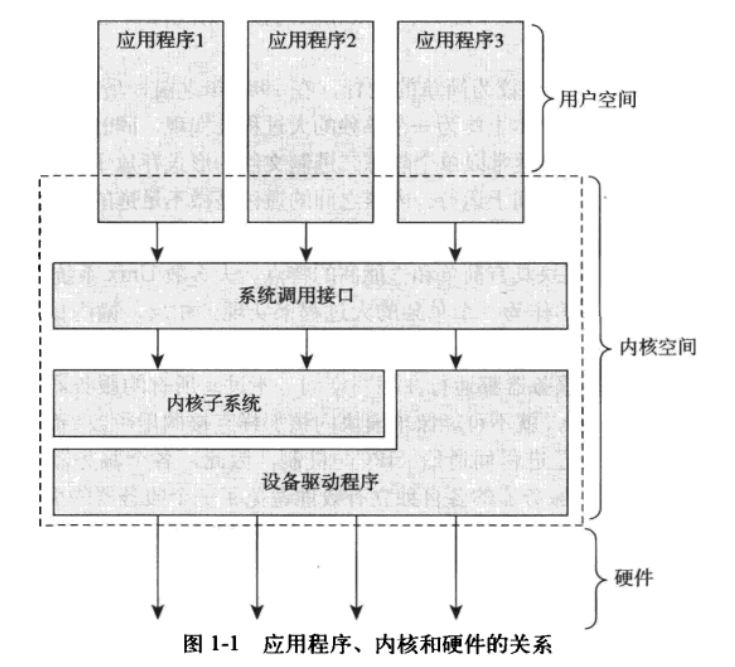 应用程序1
应用程序2
应用程序3
用户空间
系统调用接口
内核空间
内核子系统
设备驱动程序
硬件
图 1-1 应用程序、内核和硬件的关系